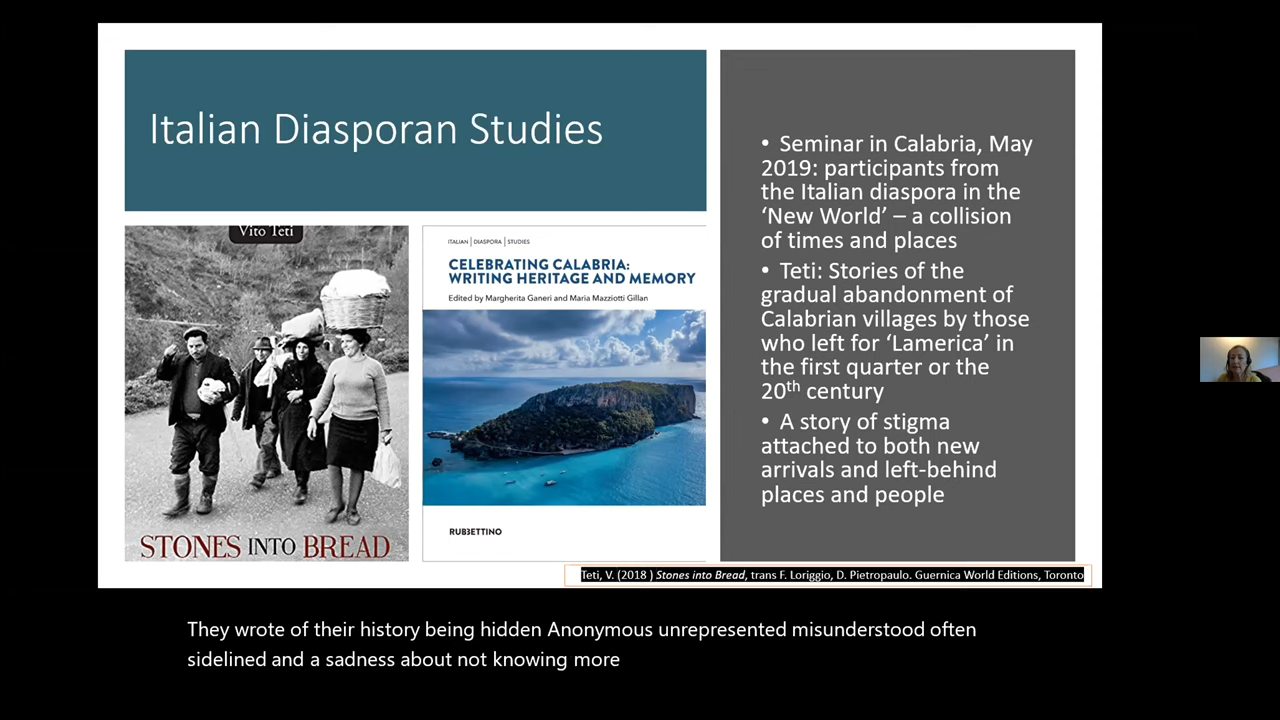 Italian Diasporan Studies
Vito Teti
STONES INTO BREAD
ITALIAN | DIASPORA | STUDIES
CELEBRATING CALABRIA:
WRITING HERITAGE AND MEMORY
Edited by Margherita Ganeri and Maria Mazziotti Gillan
RUBBETTINO
• Seminar in Calabria, May
2019: participants from
the Italian diaspora in the
‘New World’ – a collision
of times and places
• Teti: Stories of the
gradual abandonment of
Calabrian villages by those
who left for ‘Lamerica’ in
the first quarter or the
20th century
• A story of stigma
attached to both new
arrivals and left-behind
places and people
Teti, V. (2018 ) Stones into Bread, trans F. Loriggio, D. Pietropaulo. Guernica World Editions, Toronto
They wrote of their history being hidden Anonymous unrepresented misunderstood often
sidelined and a sadness about not knowing more